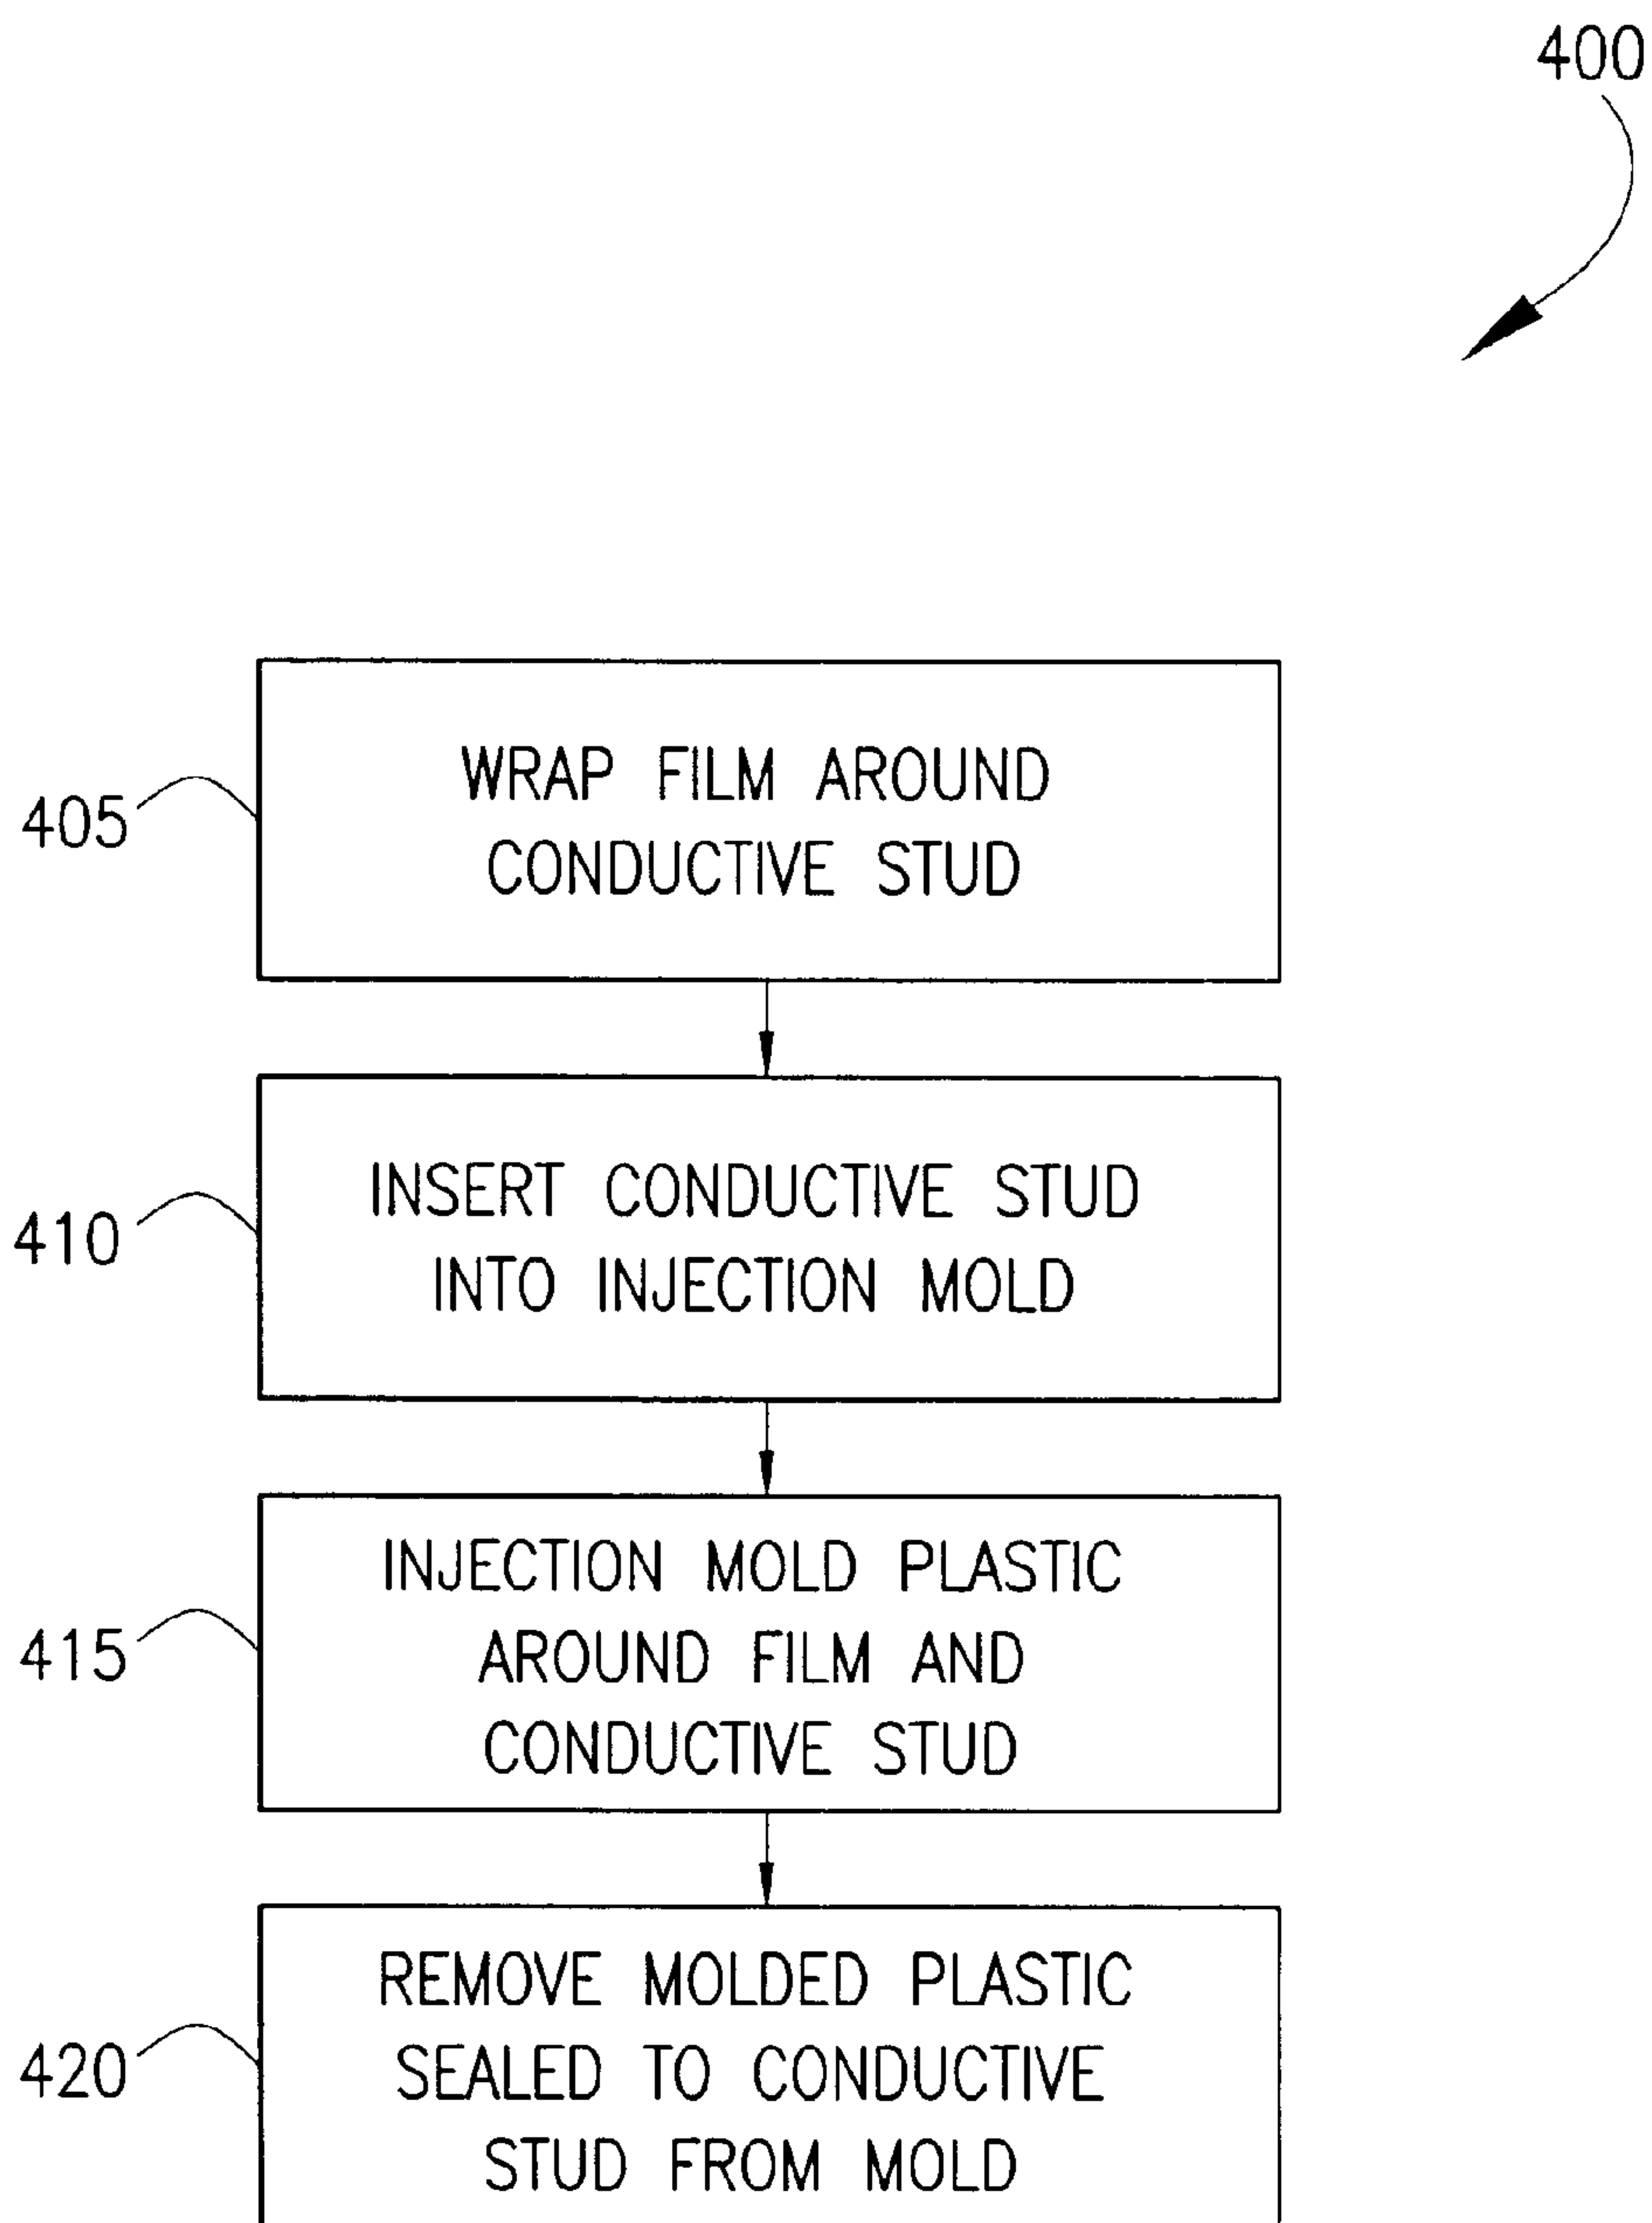 400
405
WRAP FILM AROUND
CONDUCTIVE STUD
410
INSERT CONDUCTIVE STUD
INTO INJECTION MOLD
415
INJECTION MOLD PLASTIC
AROUND FILM AND
CONDUCTIVE STUD
420
REMOVE MOLDED PLASTIC
SEALED TO CONDUCTIVE
STUD FROM MOLD